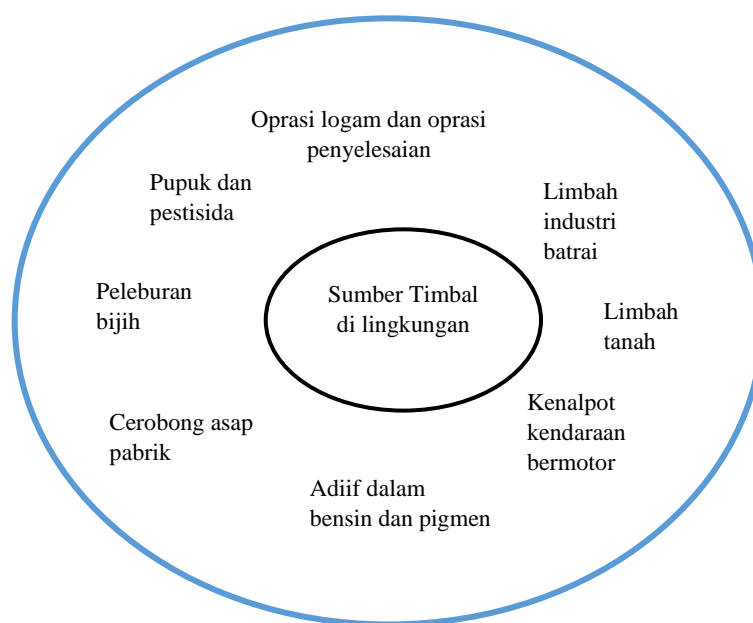 Oprasi logam dan oprasi
penyelesaian
Pupuk dan
pestisida
Limbah
industri
batrai
Peleburan
bijih
Sumber Timbal
di lingkungan
Limbah
tanah
Cerobong asap
pabrik
Kenalpot
kendaraan
bermotor
Adiif dalam
bensin dan pigmen